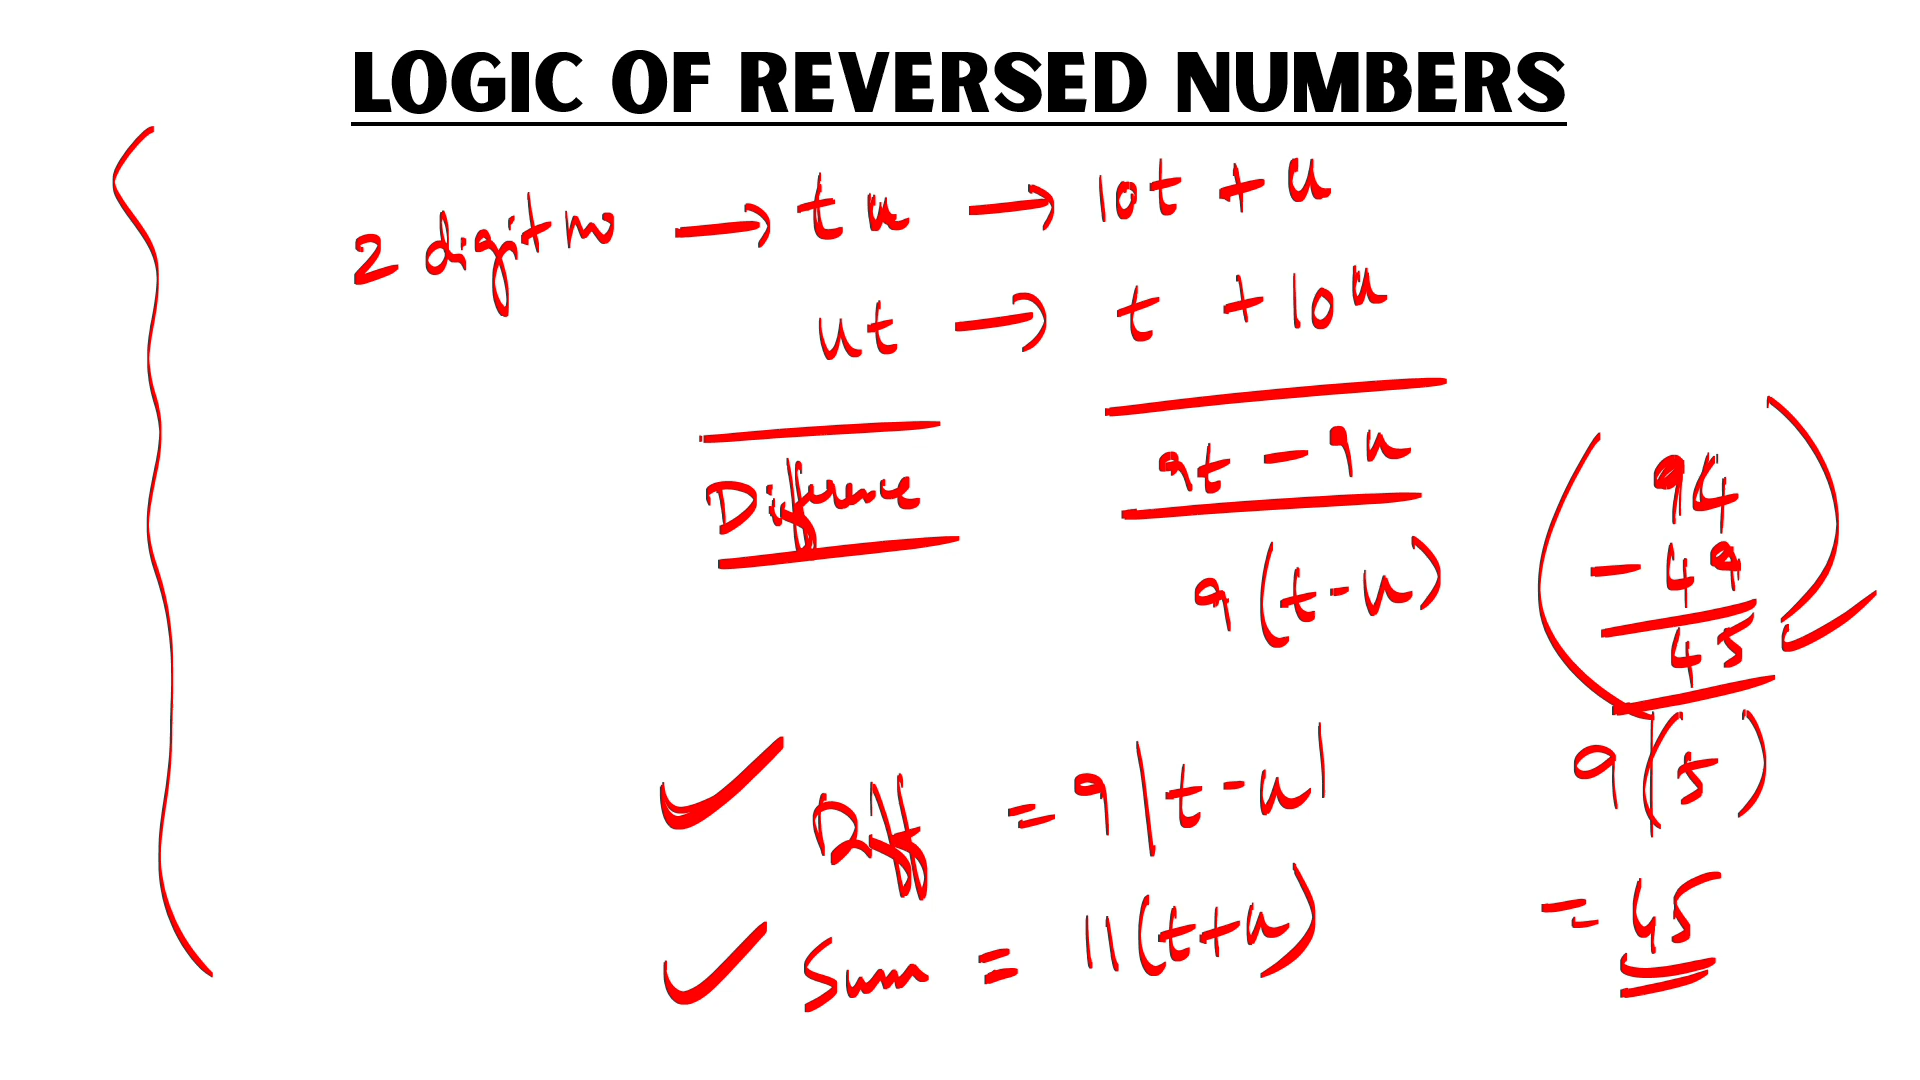 LOGIC OF REVERSED NUMBERS
2 digit no → tu → 10t + u
ut → t + 10u
Difference 9t - 9u
9(t-u)
94
- 49
45
9(5)
= 45
Diff = 9|t-u|
Sum = 11(t+u)